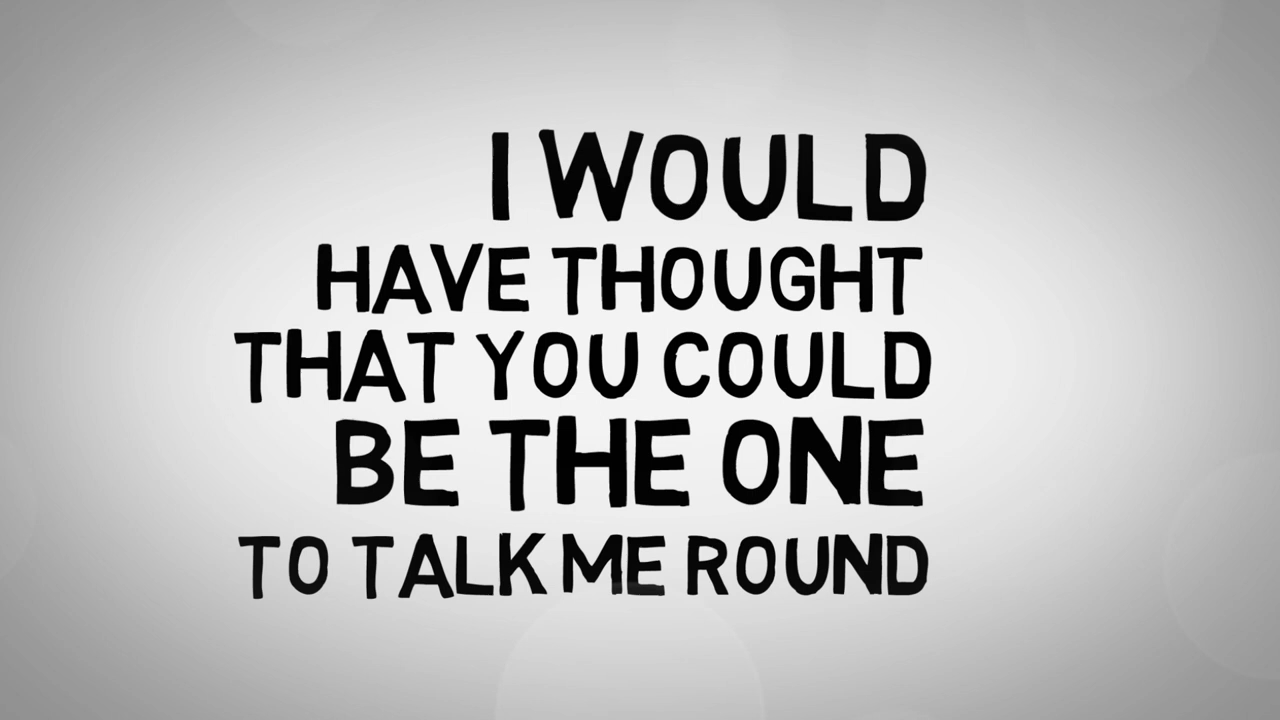 I WOULD
HAVE THOUGHT
THAT YOU COULD
BE THE ONE
TO TALK ME ROUND